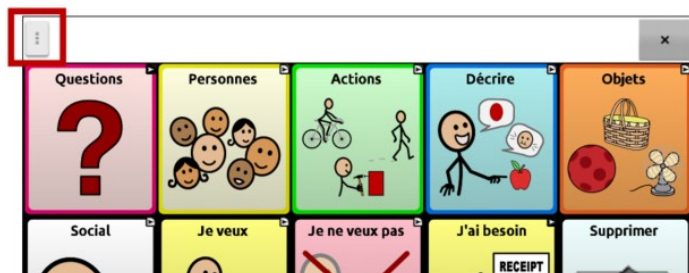 Questions
Personnes
Actions
Décrire
Objets
Social
Je veux
Je ne veux pas
J'ai besoin
Supprimer
RECEIPT